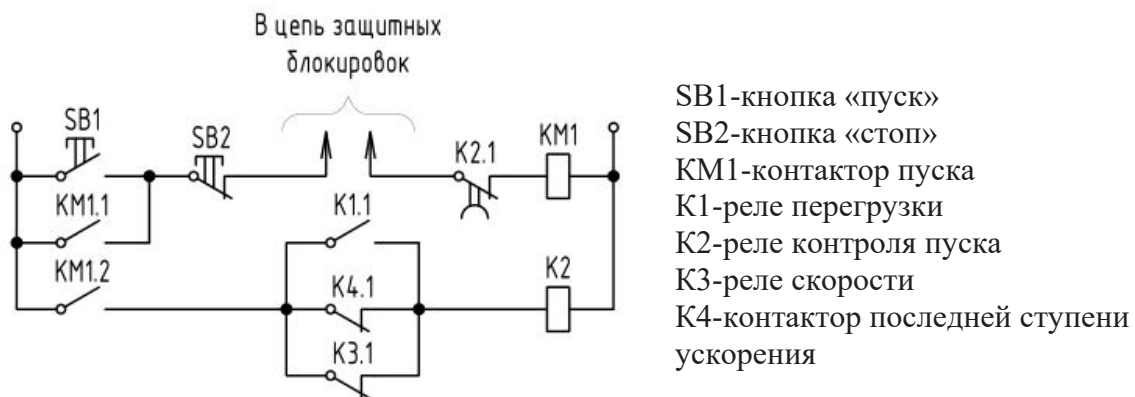 В цепь защитных
блокировок
SB1
SB2
K2.1
KM1
KM1.1
K1.1
KM1.2
K4.1
K2
K3.1
SB1-кнопка «пуск»
SB2-кнопка «стоп»
КМ1-контактор пуска
К1-реле перегрузки
К2-реле контроля пуска
К3-реле скорости
К4-контактор последней ступени
ускорения